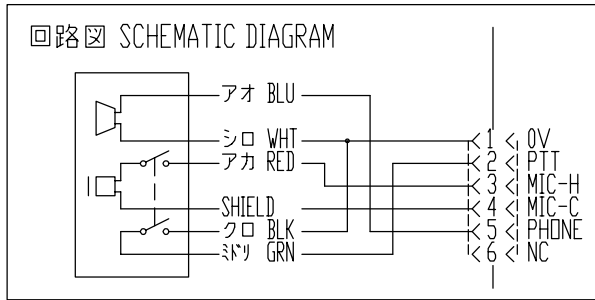 回路図 SCHEMATIC DIAGRAM
アオ BLU
シロ WHT
アカ RED
SHIELD
クロ BLK
ミドリ GRN
1 0V
2 PTT
3 MIC-H
4 MIC-C
5 PHONE
6 NC